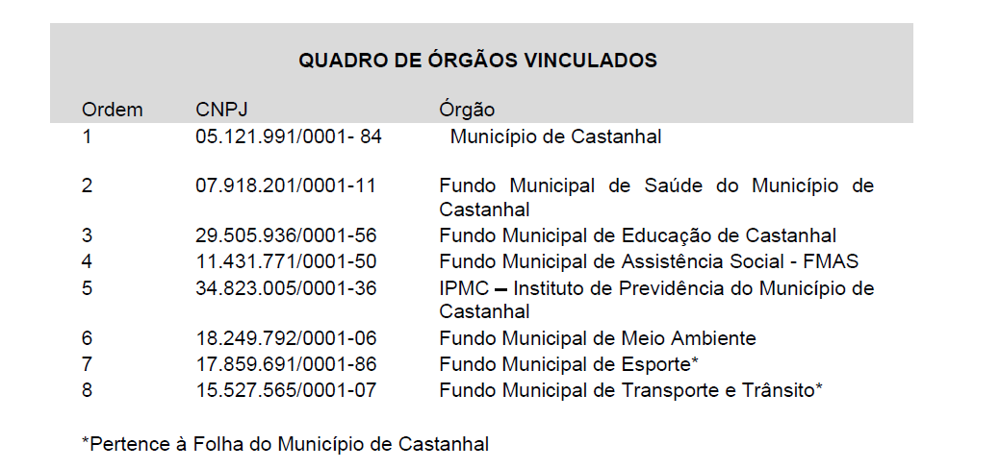 QUADRO DE ÓRGÃOS VINCULADOS
Ordem CNPJ Órgão
1 05.121.991/0001- 84 Município de Castanhal
2 07.918.201/0001-11 Fundo Municipal de Saúde do Município de
Castanhal
3 29.505.936/0001-56 Fundo Municipal de Educação de Castanhal
4 11.431.771/0001-50 Fundo Municipal de Assistência Social - FMAS
5 34.823.005/0001-36 IPMC – Instituto de Previdência do Município de
Castanhal
6 18.249.792/0001-06 Fundo Municipal de Meio Ambiente
7 17.859.691/0001-86 Fundo Municipal de Esporte*
8 15.527.565/0001-07 Fundo Municipal de Transporte e Trânsito*
*Pertence à Folha do Município de Castanhal